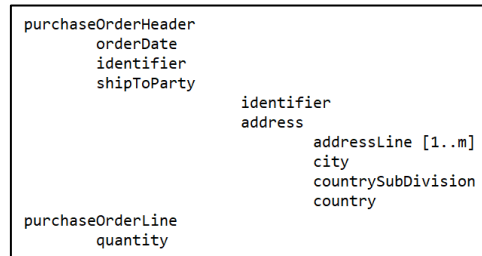 purchaseOrderHeader
orderDate
identifier
shipToParty
identifier
address
addressLine [1..m]
city
countrySubDivision
country
purchaseOrderLine
quantity